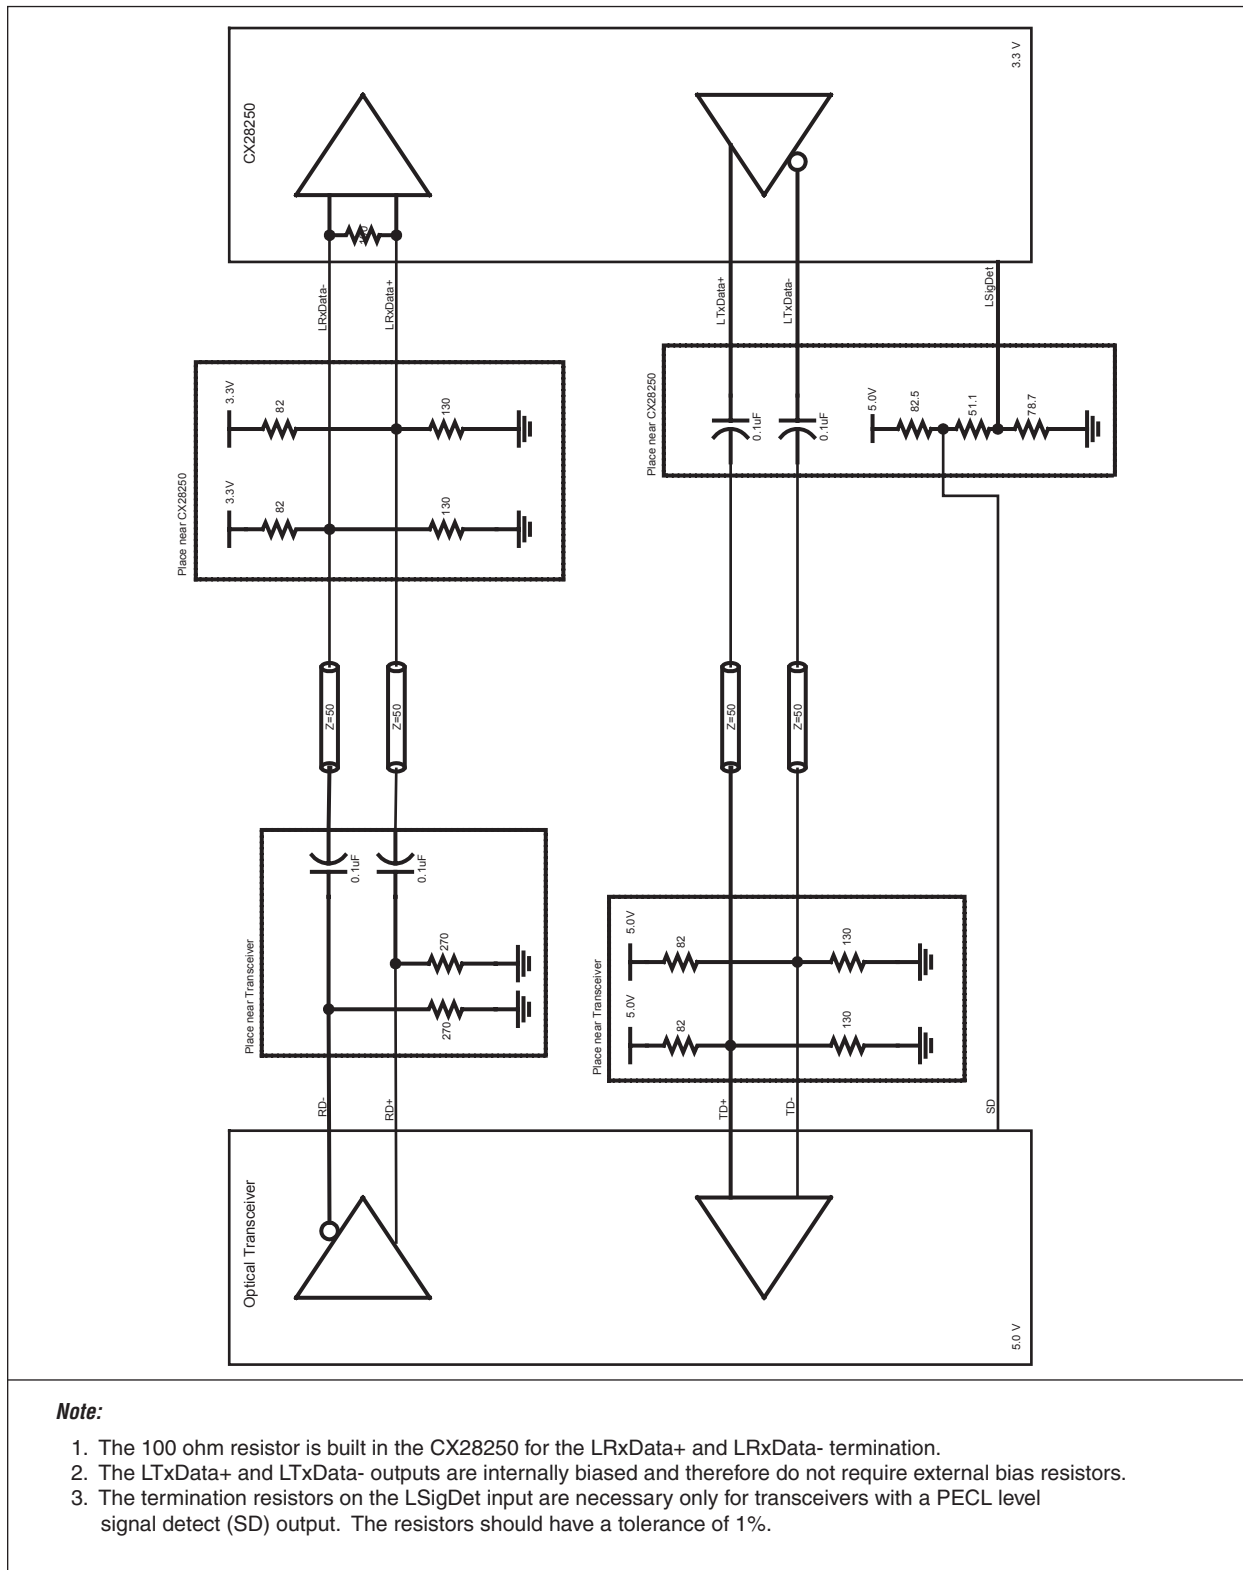 CX28250
3.3 V
LRxData-
LRxData+
LTxData+
LTxData-
LSigDet
Place near CX28250
3.3V
82
130
3.3V
82
130
Place near CX28250
0.1uF
0.1uF
5.0V
82.5
51.1
78.7
Z=50
Z=50
Z=50
Z=50
Place near Transceiver
0.1uF
0.1uF
270
270
Place near Transceiver
5.0V
82
130
5.0V
82
130
RD-
RD+
TD+
TD-
SD
Optical Transceiver
5.0 V
Note:
1. The 100 ohm resistor is built in the CX28250 for the LRxData+ and LRxData- termination.
2. The LTxData+ and LTxData- outputs are internally biased and therefore do not require external bias resistors.
3. The termination resistors on the LSigDet input are necessary only for transceivers with a PECL level
signal detect (SD) output. The resistors should have a tolerance of 1%.